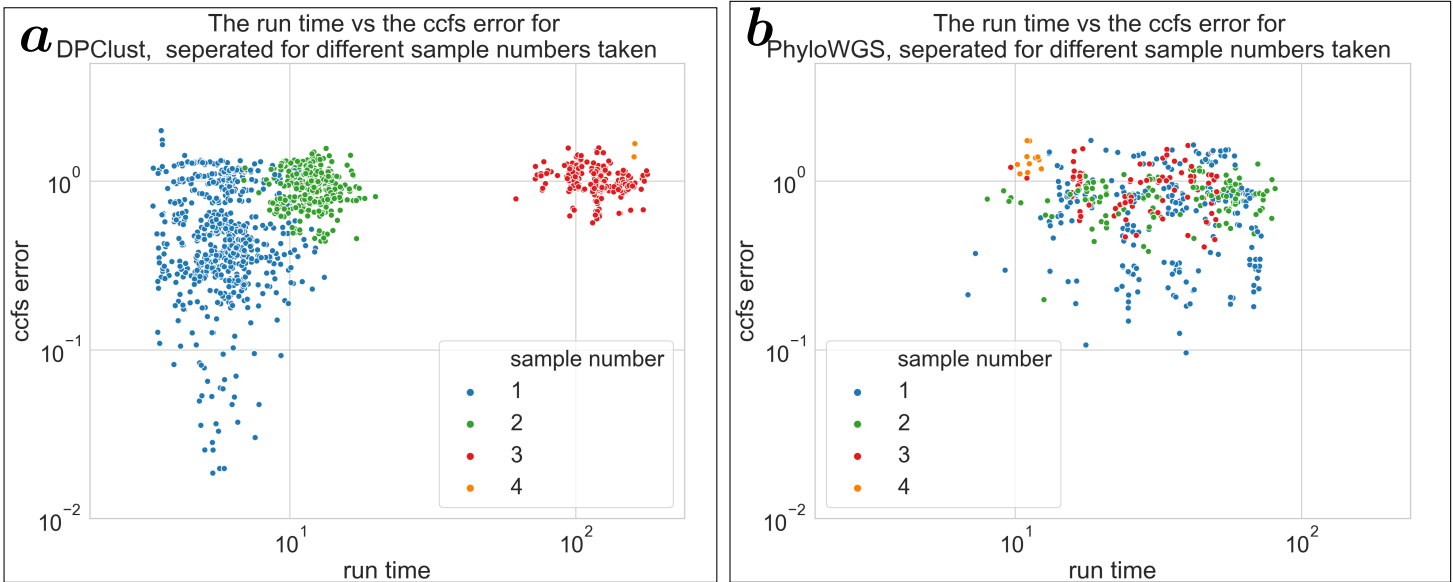 a
The run time vs the ccfs error for
DPClust,  seperated for different sample numbers taken
ccfs error
10^0
10^-1
10^-2
sample number
1
2
3
4
10^1
10^2
run time
b
The run time vs the ccfs error for
PhyloWGS, seperated for different sample numbers taken
ccfs error
10^0
10^-1
10^-2
sample number
1
2
3
4
10^1
10^2
run time